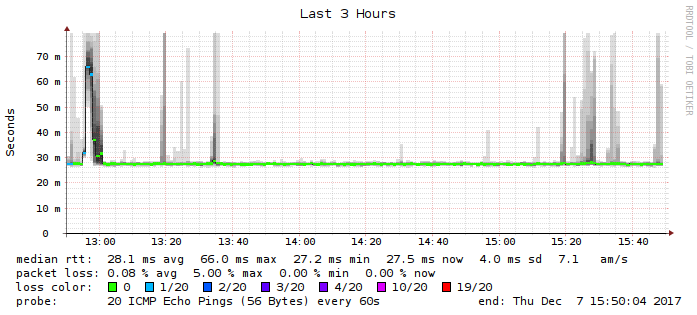 Last 3 Hours
RRDTOOL / TOBI OETIKER
Seconds
70 m
60 m
50 m
40 m
30 m
20 m
10 m
0
13:00 13:20 13:40 14:00 14:20 14:40 15:00 15:20 15:40
median rtt: 28.1 ms avg 66.0 ms max 27.2 ms min 27.5 ms now 4.0 ms sd 7.1 am/s
packet loss: 0.08 % avg 5.00 % max 0.00 % min 0.00 % now
loss color: 0 1/20 2/20 3/20 4/20 10/20 19/20
probe: 20 ICMP Echo Pings (56 Bytes) every 60s end: Thu Dec 7 15:50:04 2017